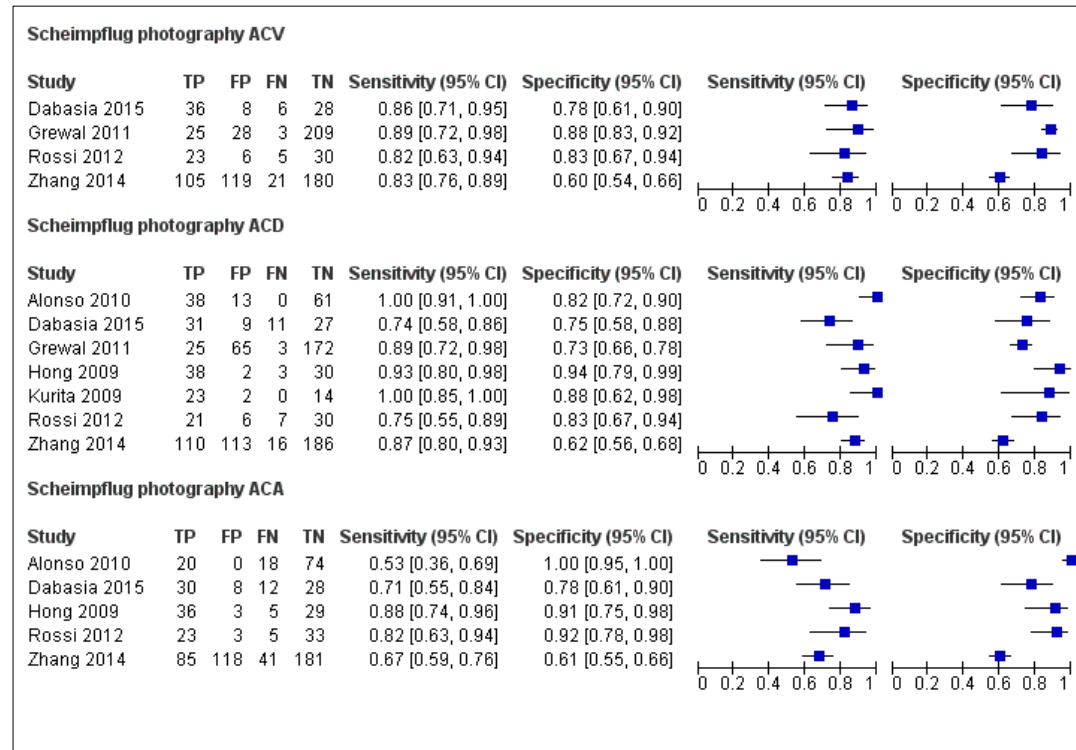 Scheimpflug photography ACV
Study TP FP FN TN Sensitivity (95% CI) Specificity (95% CI) Sensitivity (95% CI) Specificity (95% CI)
Dabasia 2015 36 8 6 28 0.86 [0.71, 0.95] 0.78 [0.61, 0.90]
Grewal 2011 25 28 3 209 0.89 [0.72, 0.98] 0.88 [0.83, 0.92]
Rossi 2012 23 6 5 30 0.82 [0.63, 0.94] 0.83 [0.67, 0.94]
Zhang 2014 105 119 21 180 0.83 [0.76, 0.89] 0.60 [0.54, 0.66]
0 0.2 0.4 0.6 0.8 1 0 0.2 0.4 0.6 0.8 1
Scheimpflug photography ACD
Study TP FP FN TN Sensitivity (95% CI) Specificity (95% CI) Sensitivity (95% CI) Specificity (95% CI)
Alonso 2010 38 13 0 61 1.00 [0.91, 1.00] 0.82 [0.72, 0.90]
Dabasia 2015 31 9 11 27 0.74 [0.58, 0.86] 0.75 [0.58, 0.88]
Grewal 2011 25 65 3 172 0.89 [0.72, 0.98] 0.73 [0.66, 0.78]
Hong 2009 38 2 3 30 0.93 [0.80, 0.98] 0.94 [0.79, 0.99]
Kurita 2009 23 2 0 14 1.00 [0.85, 1.00] 0.88 [0.62, 0.98]
Rossi 2012 21 6 7 30 0.75 [0.55, 0.89] 0.83 [0.67, 0.94]
Zhang 2014 110 113 16 186 0.87 [0.80, 0.93] 0.62 [0.56, 0.68]
0 0.2 0.4 0.6 0.8 1 0 0.2 0.4 0.6 0.8 1
Scheimpflug photography ACA
Study TP FP FN TN Sensitivity (95% CI) Specificity (95% CI) Sensitivity (95% CI) Specificity (95% CI)
Alonso 2010 20 0 18 74 0.53 [0.36, 0.69] 1.00 [0.95, 1.00]
Dabasia 2015 30 8 12 28 0.71 [0.55, 0.84] 0.78 [0.61, 0.90]
Hong 2009 36 3 5 29 0.88 [0.74, 0.96] 0.91 [0.75, 0.98]
Rossi 2012 23 3 5 33 0.82 [0.63, 0.94] 0.92 [0.78, 0.98]
Zhang 2014 85 118 41 181 0.67 [0.59, 0.76] 0.61 [0.55, 0.66]
0 0.2 0.4 0.6 0.8 1 0 0.2 0.4 0.6 0.8 1